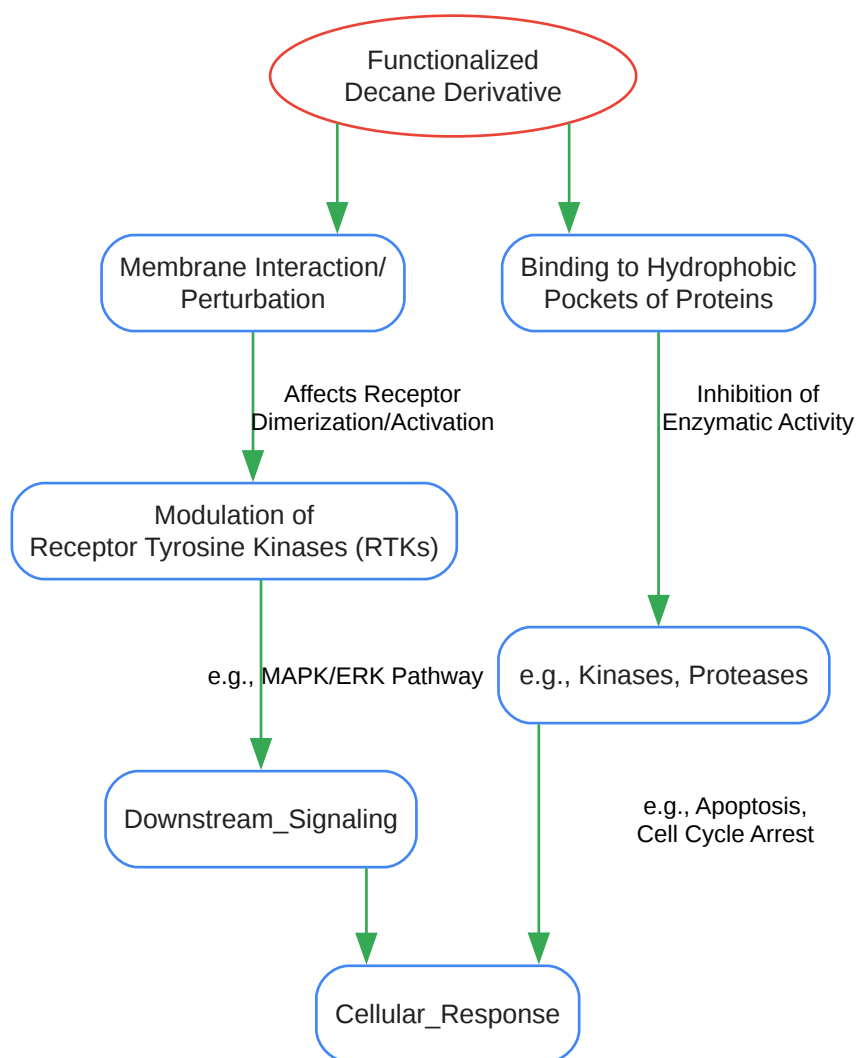 Functionalized
Decane Derivative
Membrane Interaction/
Perturbation
Binding to Hydrophobic
Pockets of Proteins
Affects Receptor
Dimerization/Activation
Inhibition of
Enzymatic Activity
Modulation of
Receptor Tyrosine Kinases (RTKs)
e.g., MAPK/ERK Pathway
e.g., Kinases, Proteases
Downstream_Signaling
e.g., Apoptosis,
Cell Cycle Arrest
Cellular_Response